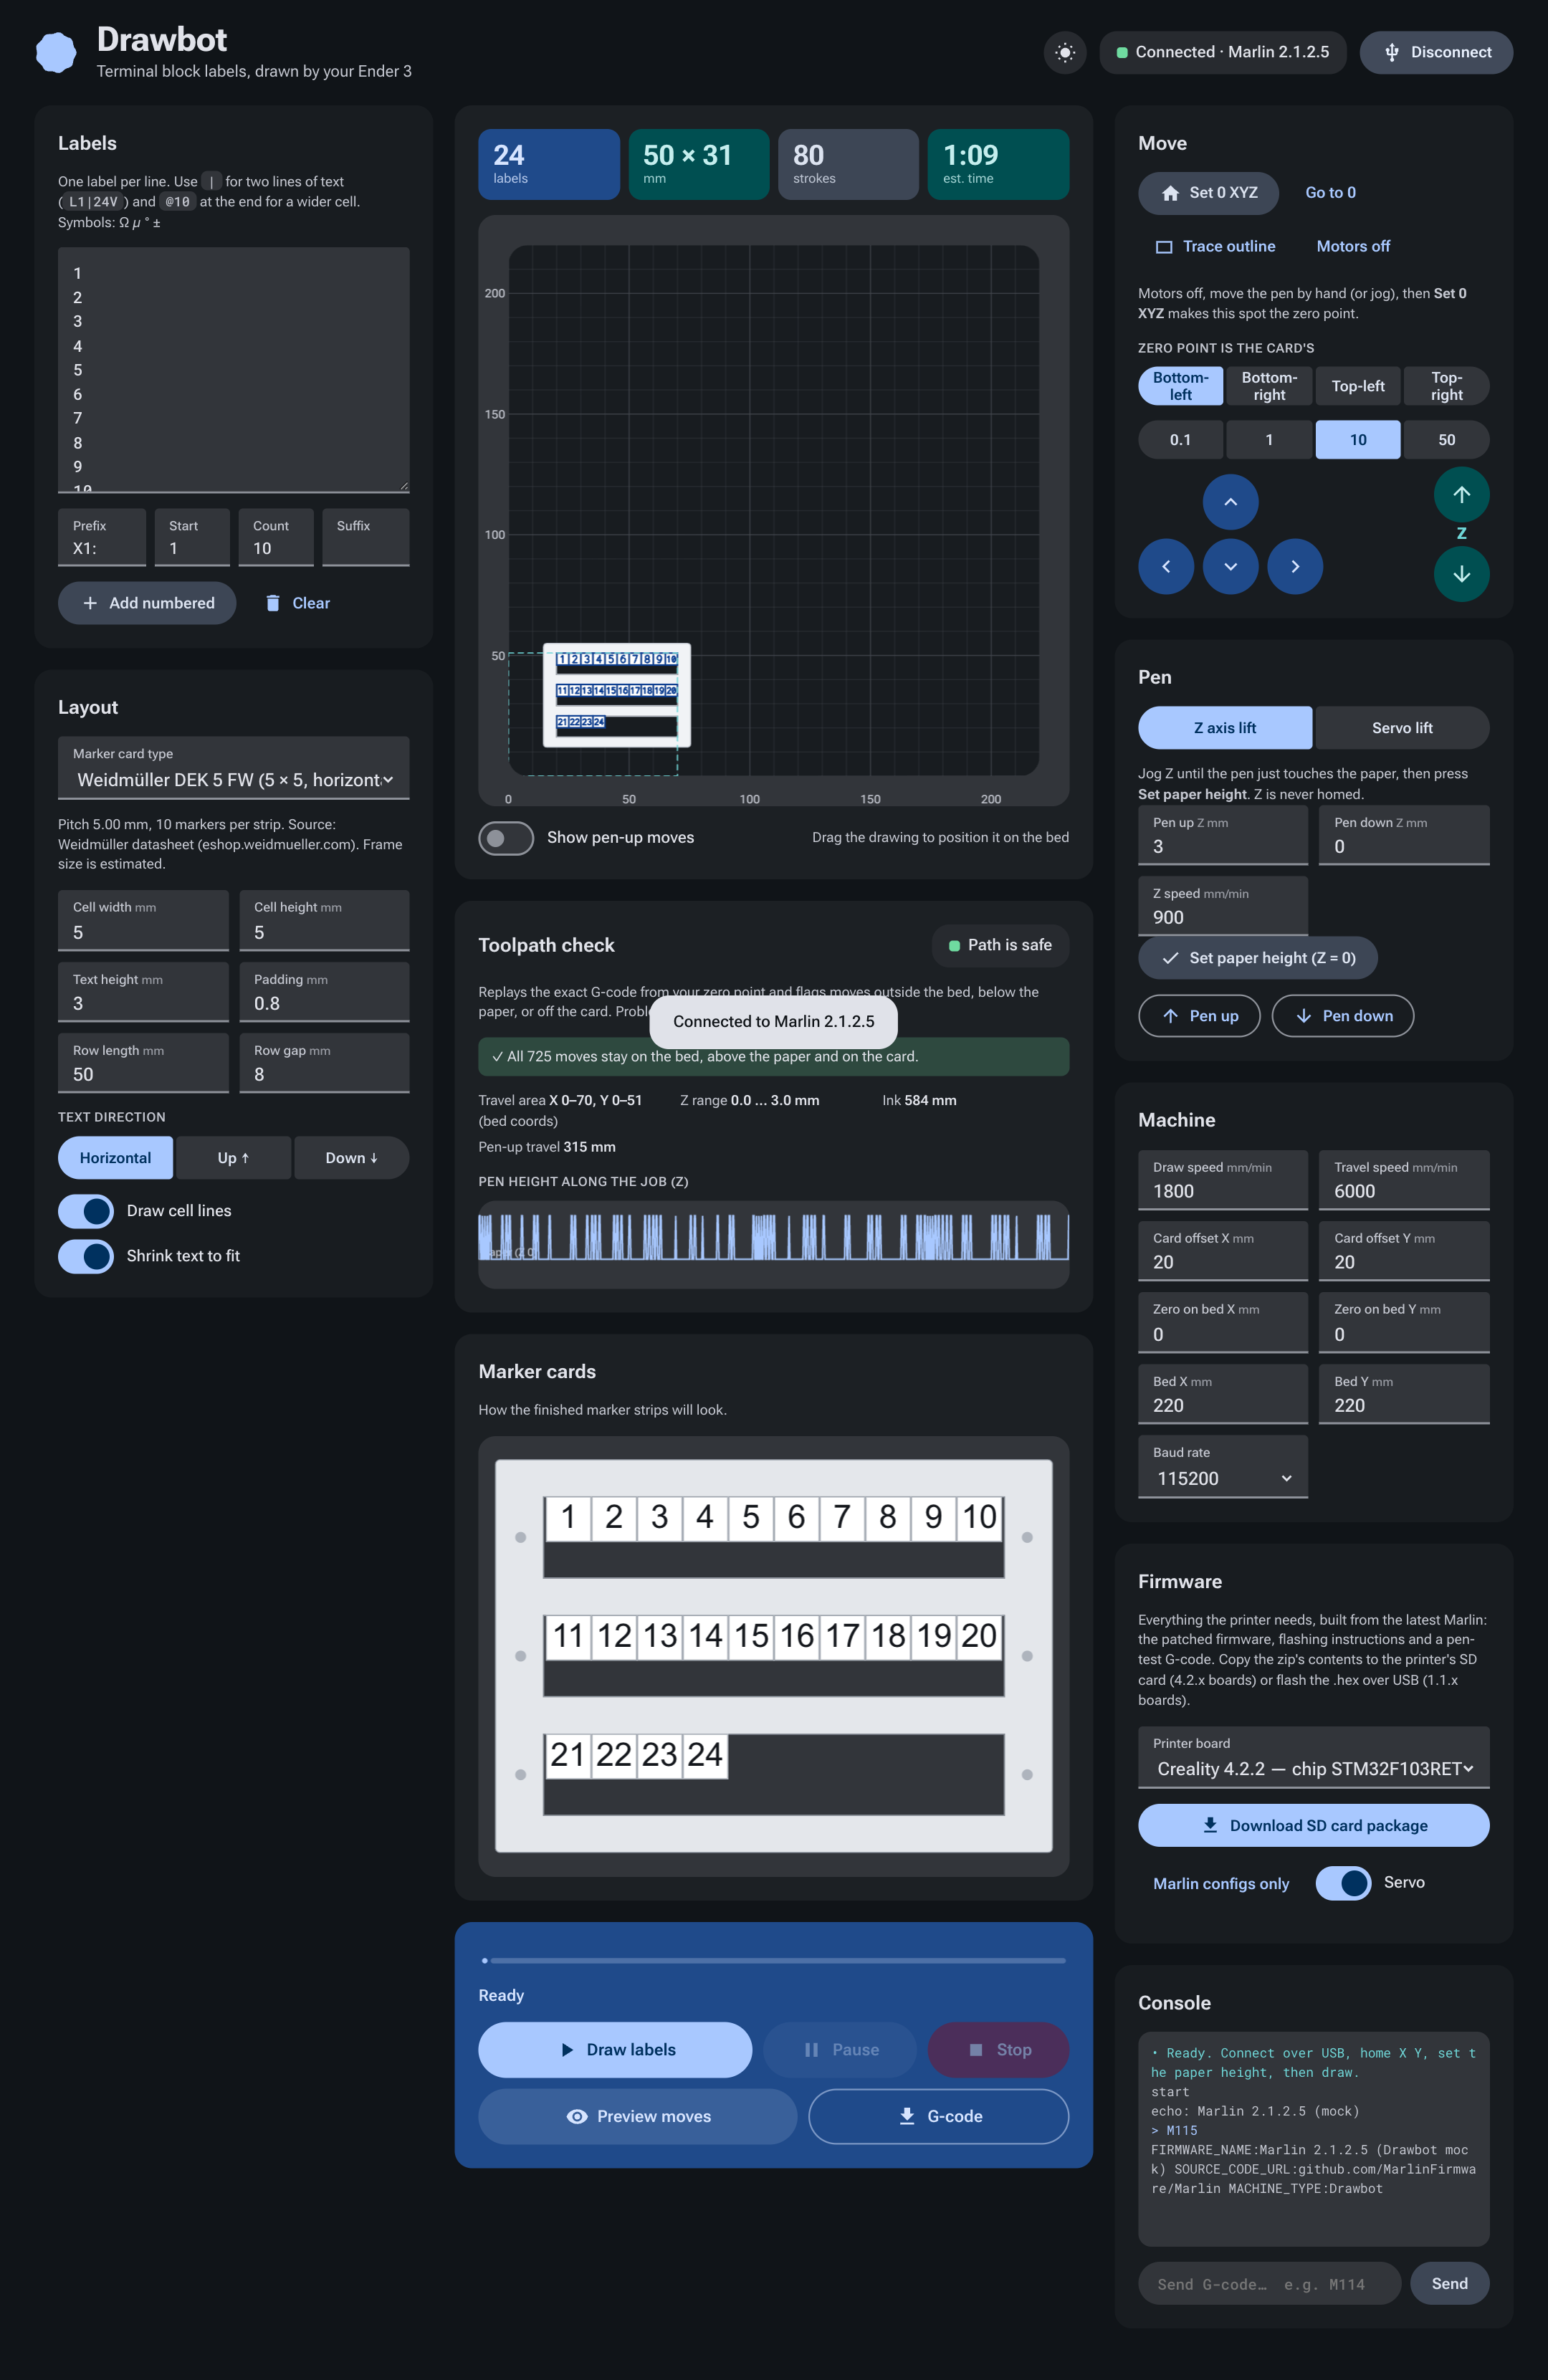 Drawbot
Terminal block labels, drawn by your Ender 3
Connected · Marlin 2.1.2.5
Disconnect
Labels
One label per line. Use | for two lines of text
(L1|24V) and @10 at the end for a wider cell.
Symbols: Ω μ ° ±
1
2
3
4
5
6
7
8
9
10
Prefix
X1:
Start
1
Count
10
Suffix
Add numbered
Clear
Layout
Marker card type
Weidmüller DEK 5 FW (5 × 5, horizont
Pitch 5.00 mm, 10 markers per strip. Source:
Weidmüller datasheet (eshop.weidmueller.com). Frame
size is estimated.
Cell width mm
5
Cell height mm
5
Text height mm
3
Padding mm
0.8
Row length mm
50
Row gap mm
8
TEXT DIRECTION
Horizontal
Up ↑
Down ↓
Draw cell lines
Shrink text to fit
24
labels
50 × 31
mm
80
strokes
1:09
est. time
200
150
100
50
1 2 3 4 5 6 7 8 9 10
11 12 13 14 15 16 17 18 19 20
21 22 23 24
0 50 100 150 200
Show pen-up moves
Drag the drawing to position it on the bed
Toolpath check
Path is safe
Replays the exact G-code from your zero point and flags moves outside the bed, below the
paper, or off the card.
Connected to Marlin 2.1.2.5
✓ All 725 moves stay on the bed, above the paper and on the card.
Travel area X 0–70, Y 0–51
(bed coords)
Z range 0.0 … 3.0 mm
Ink 584 mm
Pen-up travel 315 mm
PEN HEIGHT ALONG THE JOB (Z)
Marker cards
How the finished marker strips will look.
1 2 3 4 5 6 7 8 9 10
11 12 13 14 15 16 17 18 19 20
21 22 23 24
Ready
Draw labels
Pause
Stop
Preview moves
G-code
Move
Set 0 XYZ
Go to 0
Trace outline
Motors off
Motors off, move the pen by hand (or jog), then Set 0
XYZ makes this spot the zero point.
ZERO POINT IS THE CARD'S
Bottom-
left
Bottom-
right
Top-left
Top-
right
0.1
1
10
50
Z
Pen
Z axis lift
Servo lift
Jog Z until the pen just touches the paper, then press
Set paper height. Z is never homed.
Pen up Z mm
3
Pen down Z mm
0
Z speed mm/min
900
Set paper height (Z = 0)
Pen up
Pen down
Machine
Draw speed mm/min
1800
Travel speed mm/min
6000
Card offset X mm
20
Card offset Y mm
20
Zero on bed X mm
0
Zero on bed Y mm
0
Bed X mm
220
Bed Y mm
220
Baud rate
115200
Firmware
Everything the printer needs, built from the latest Marlin:
the patched firmware, flashing instructions and a pen-
test G-code. Copy the zip's contents to the printer's SD
card (4.2.x boards) or flash the .hex over USB (1.1.x
boards).
Printer board
Creality 4.2.2 — chip STM32F103RET
Download SD card package
Marlin configs only
Servo
Console
· Ready. Connect over USB, home X Y, set t
he paper height, then draw.
start
echo: Marlin 2.1.2.5 (mock)
> M115
FIRMWARE_NAME:Marlin 2.1.2.5 (Drawbot moc
k) SOURCE_CODE_URL:github.com/MarlinFirmwa
re/Marlin MACHINE_TYPE:Drawbot
Send G-code… e.g. M114
Send